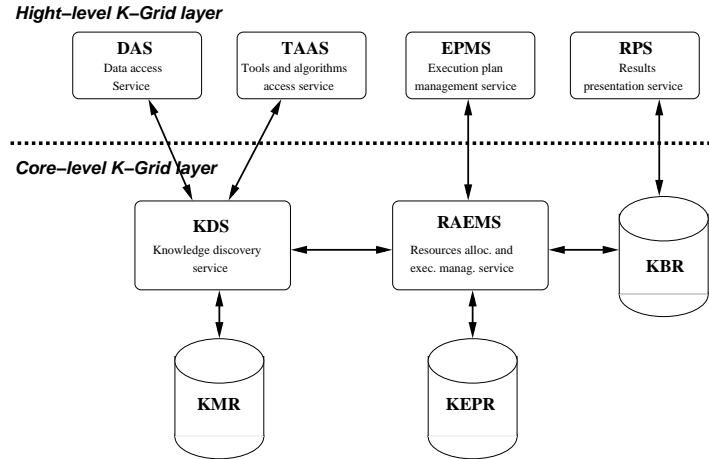 Hight–level K–Grid layer
DAS
Data access
Service
TAAS
Tools and algorithms
access service
EPMS
Execution plan
management service
RPS
Results
presentation service
Core–level K–Grid layer
KDS
Knowledge discovery
service
RAEMS
Resources alloc. and
exec. manag. service
KBR
KMR
KEPR